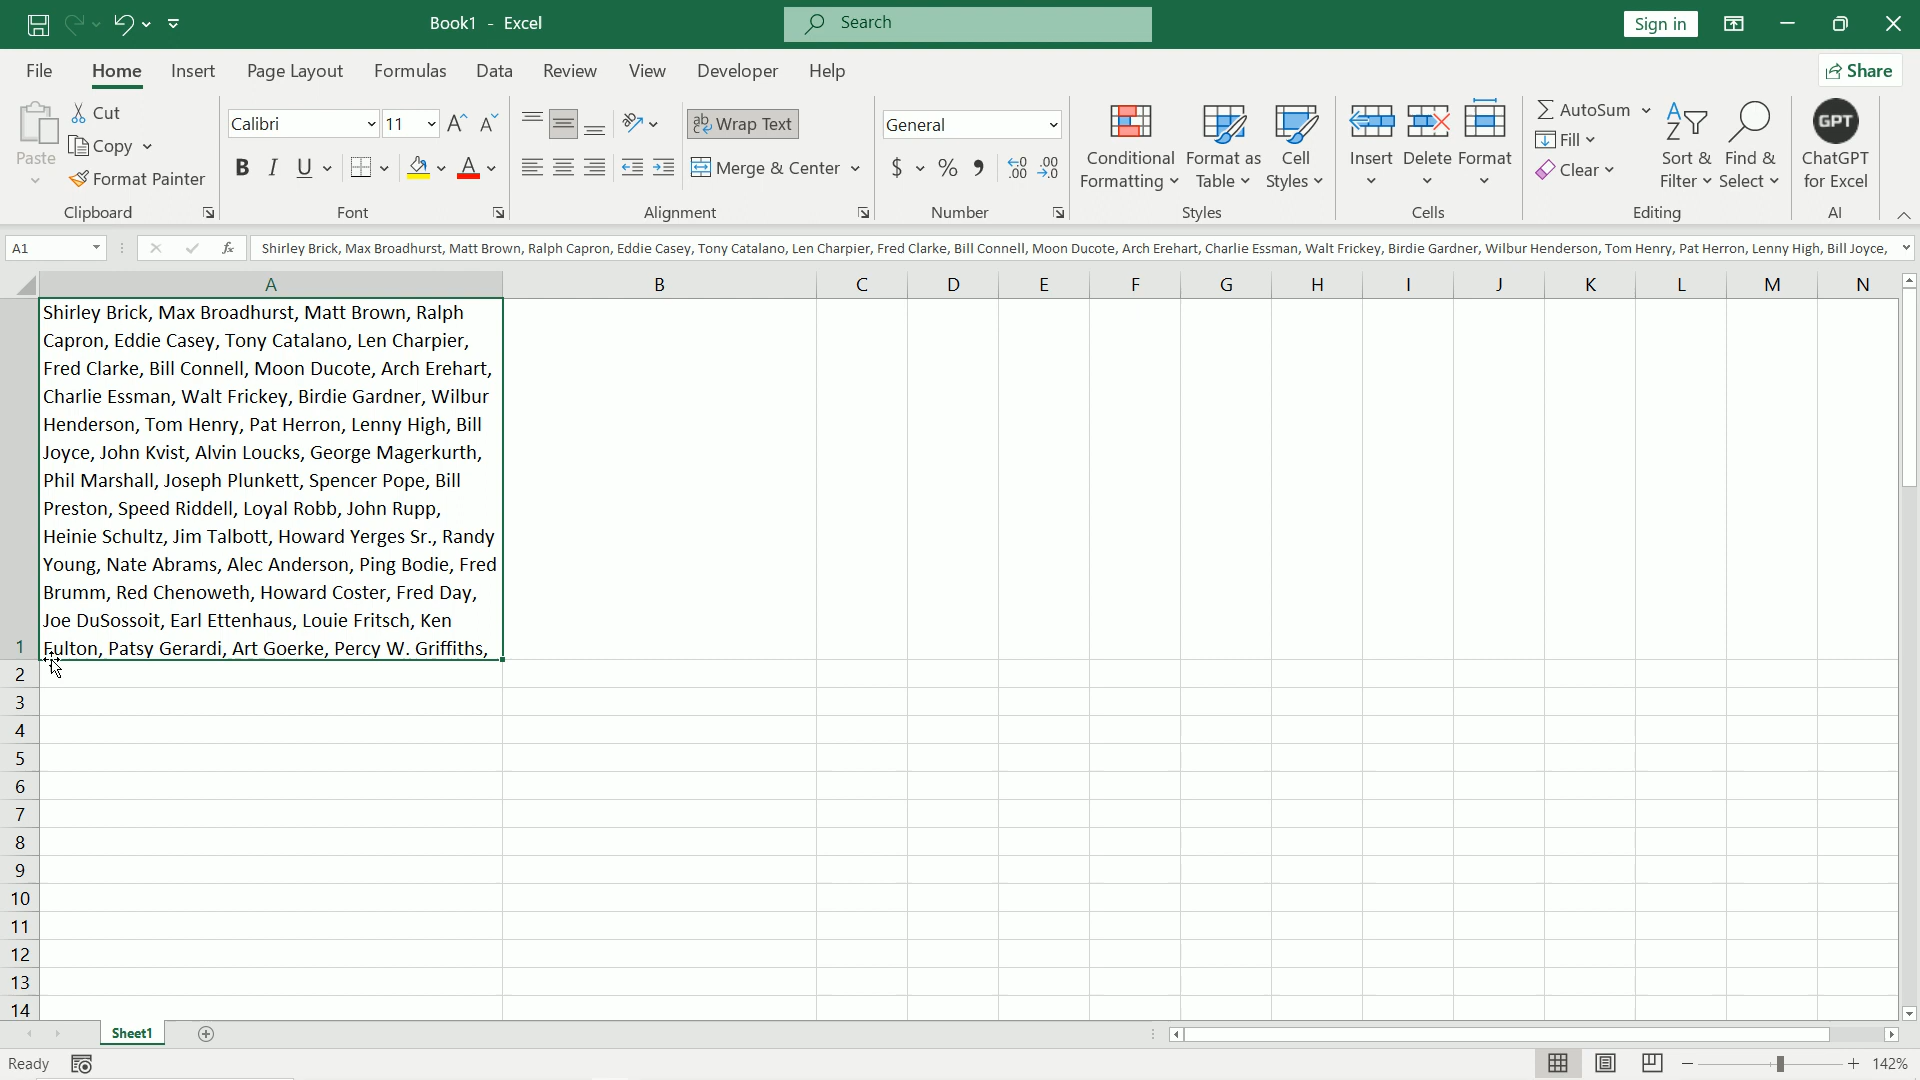 Book1 - Excel
Search
Sign in
File Home Insert Page Layout Formulas Data Review View Developer Help
Share
Paste
Cut
Copy
Format Painter
Clipboard
Calibri 11
B I U
Font
Wrap Text
Merge & Center
Alignment
General
$ % 9
Number
Conditional Formatting
Format as Table
Cell Styles
Styles
Insert Delete Format
Cells
AutoSum
Fill
Clear
Sort & Filter
Find & Select
Editing
GPT
ChatGPT for Excel
AI
A1
fx
Shirley Brick, Max Broadhurst, Matt Brown, Ralph Capron, Eddie Casey, Tony Catalano, Len Charpier, Fred Clarke, Bill Connell, Moon Ducote, Arch Erehart, Charlie Essman, Walt Frickey, Birdie Gardner, Wilbur Henderson, Tom Henry, Pat Herron, Lenny High, Bill Joyce,
A B C D E F G H I J K L M N
Shirley Brick, Max Broadhurst, Matt Brown, Ralph
Capron, Eddie Casey, Tony Catalano, Len Charpier,
Fred Clarke, Bill Connell, Moon Ducote, Arch Erehart,
Charlie Essman, Walt Frickey, Birdie Gardner, Wilbur
Henderson, Tom Henry, Pat Herron, Lenny High, Bill
Joyce, John Kvist, Alvin Loucks, George Magerkurth,
Phil Marshall, Joseph Plunkett, Spencer Pope, Bill
Preston, Speed Riddell, Loyal Robb, John Rupp,
Heinie Schultz, Jim Talbott, Howard Yerges Sr., Randy
Young, Nate Abrams, Alec Anderson, Ping Bodie, Fred
Brumm, Red Chenoweth, Howard Coster, Fred Day,
Joe DuSossoit, Earl Ettenhaus, Louie Fritsch, Ken
Fulton, Patsy Gerardi, Art Goerke, Percy W. Griffiths,
1
2
3
4
5
6
7
8
9
10
11
12
13
14
Sheet1
Ready
142%